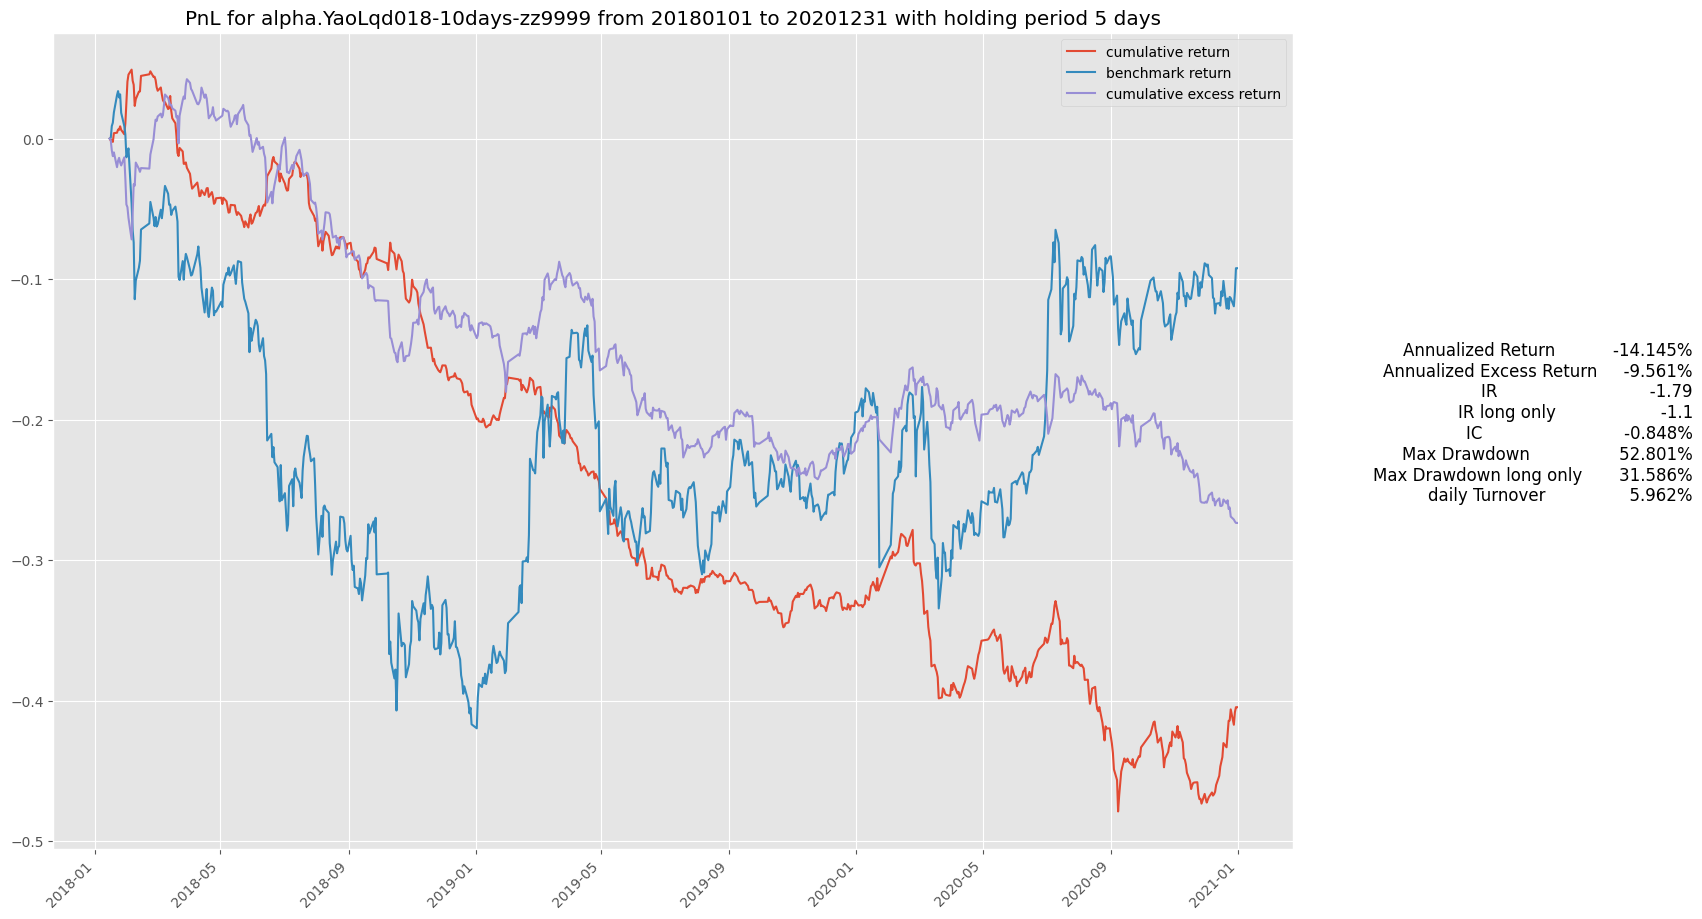 PnL for alpha.YaoLqd018-10days-zz9999 from 20180101 to 20201231 with holding period 5 days
cumulative return
benchmark return
cumulative excess return
0.0
−0.1
−0.2
−0.3
−0.4
−0.5
2018-01
2018-05
2018-09
2019-01
2019-05
2019-09
2020-01
2020-05
2020-09
2021-01
Annualized Return -14.145%
Annualized Excess Return -9.561%
IR -1.79
IR long only -1.1
IC -0.848%
Max Drawdown 52.801%
Max Drawdown long only 31.586%
daily Turnover 5.962%